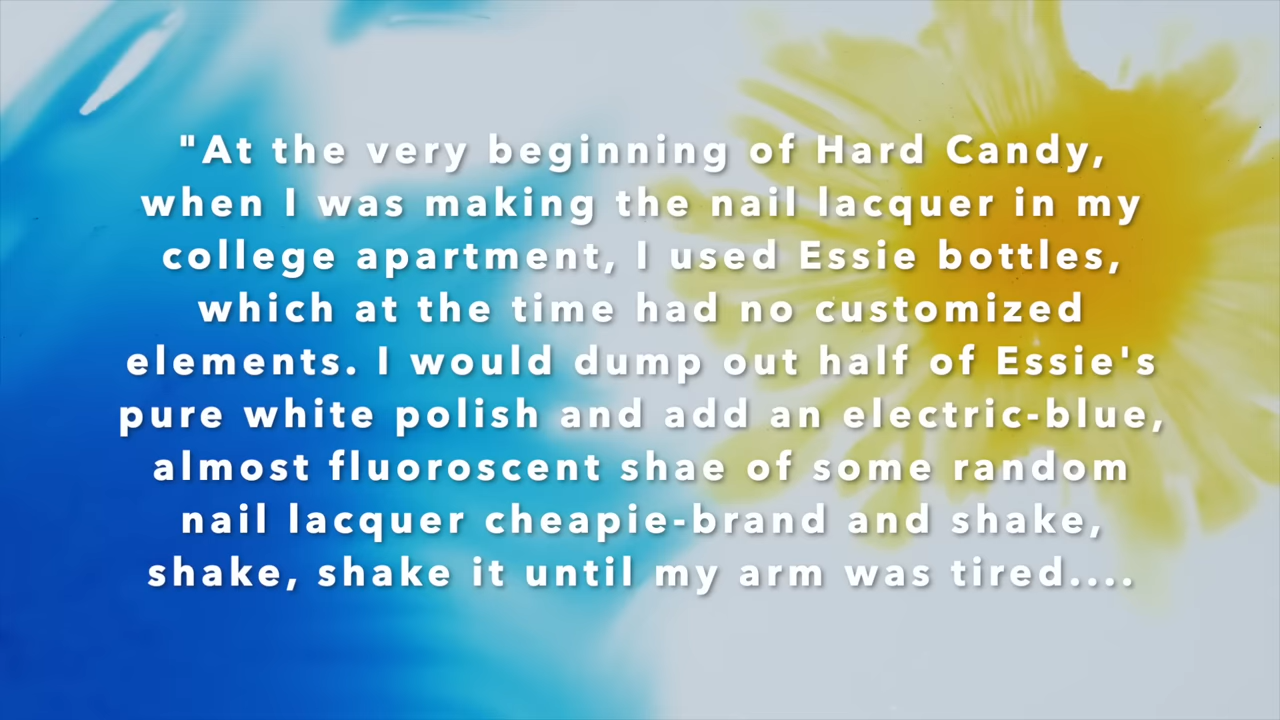 "At the very beginning of Hard Candy,
when I was making the nail lacquer in my
college apartment, I used Essie bottles,
which at the time had no customized
elements. I would dump out half of Essie's
pure white polish and add an electric-blue,
almost fluoroscent shae of some random
nail lacquer cheapie-brand and shake,
shake, shake it until my arm was tired....